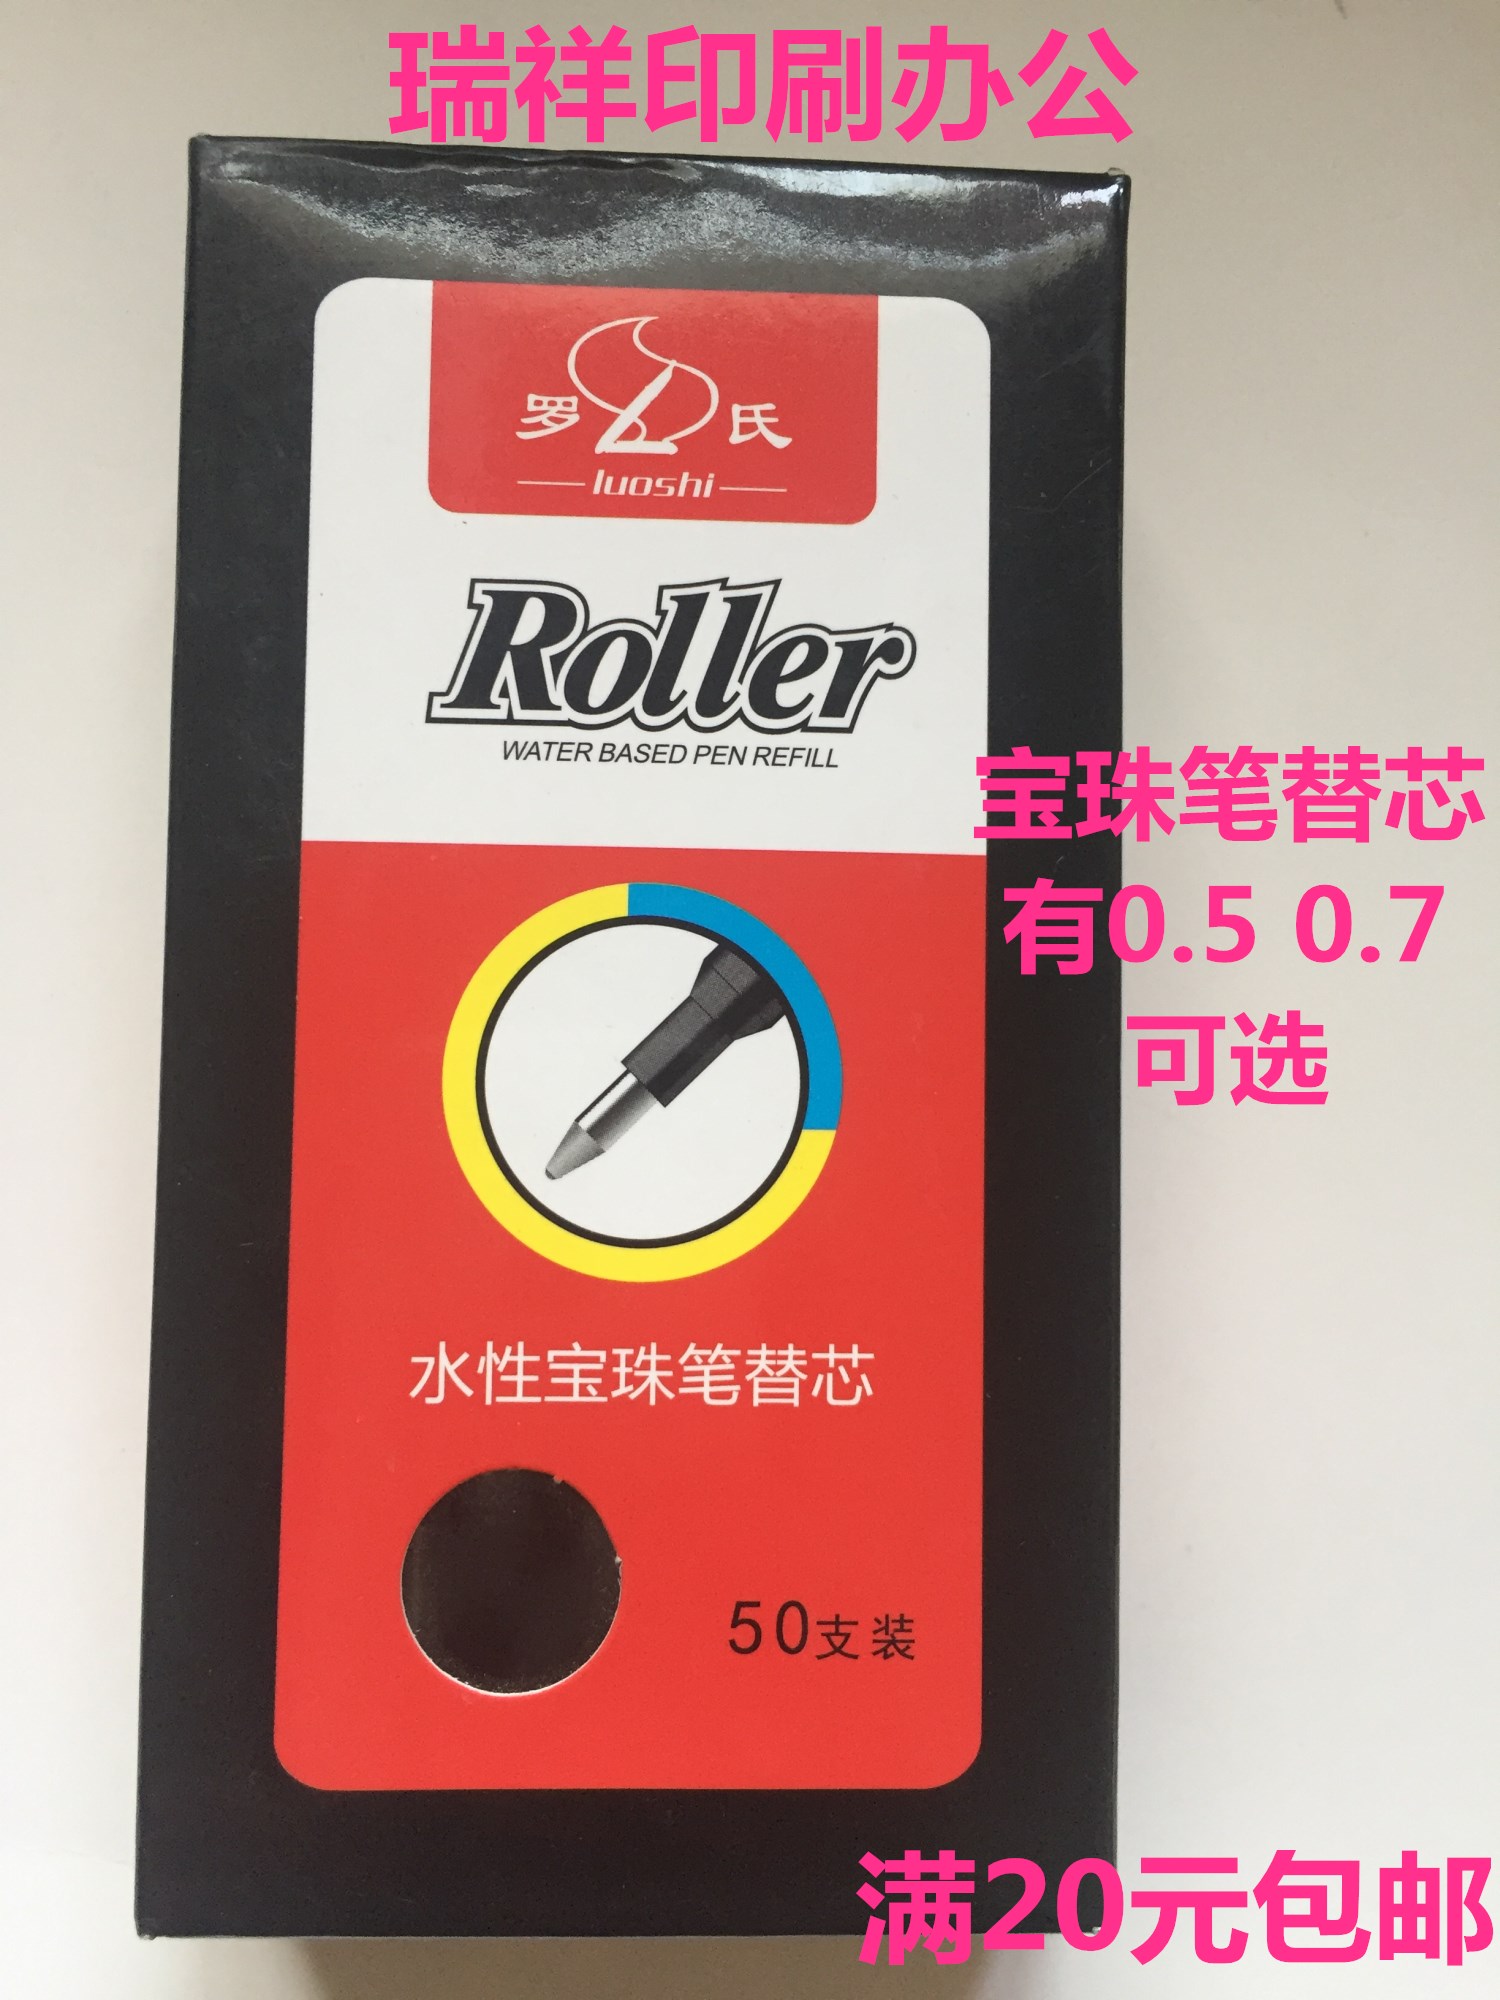 瑞祥印刷办公
罗 氏
luoshi
Roller
WATER BASED PEN REFILL
宝珠笔替芯
有0.5 0.7
可选
水性宝珠笔替芯
50支装
满20元包邮